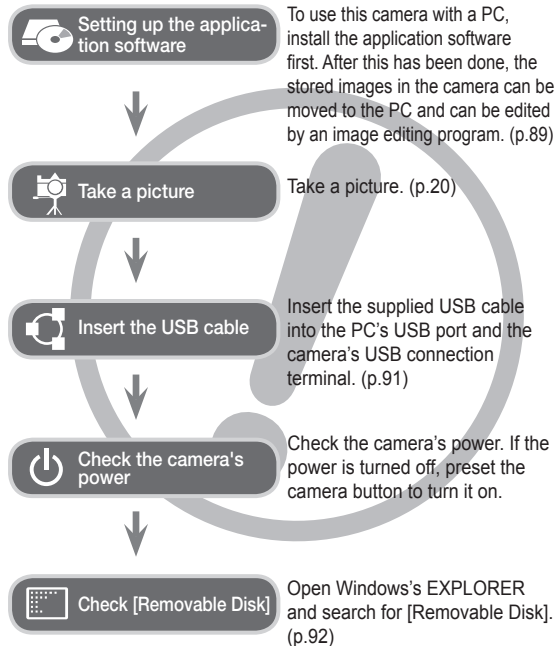 Setting up the applica-
tion software
To use this camera with a PC,
install the application software
first. After this has been done, the
stored images in the camera can be
moved to the PC and can be edited
by an image editing program. (p.89)
Take a picture
Take a picture. (p.20)
Insert the USB cable
Insert the supplied USB cable
into the PC's USB port and the
camera's USB connection
terminal. (p.91)
Check the camera's
power
Check the camera's power. If the
power is turned off, preset the
camera button to turn it on.
Check [Removable Disk]
Open Windows's EXPLORER
and search for [Removable Disk].
(p.92)